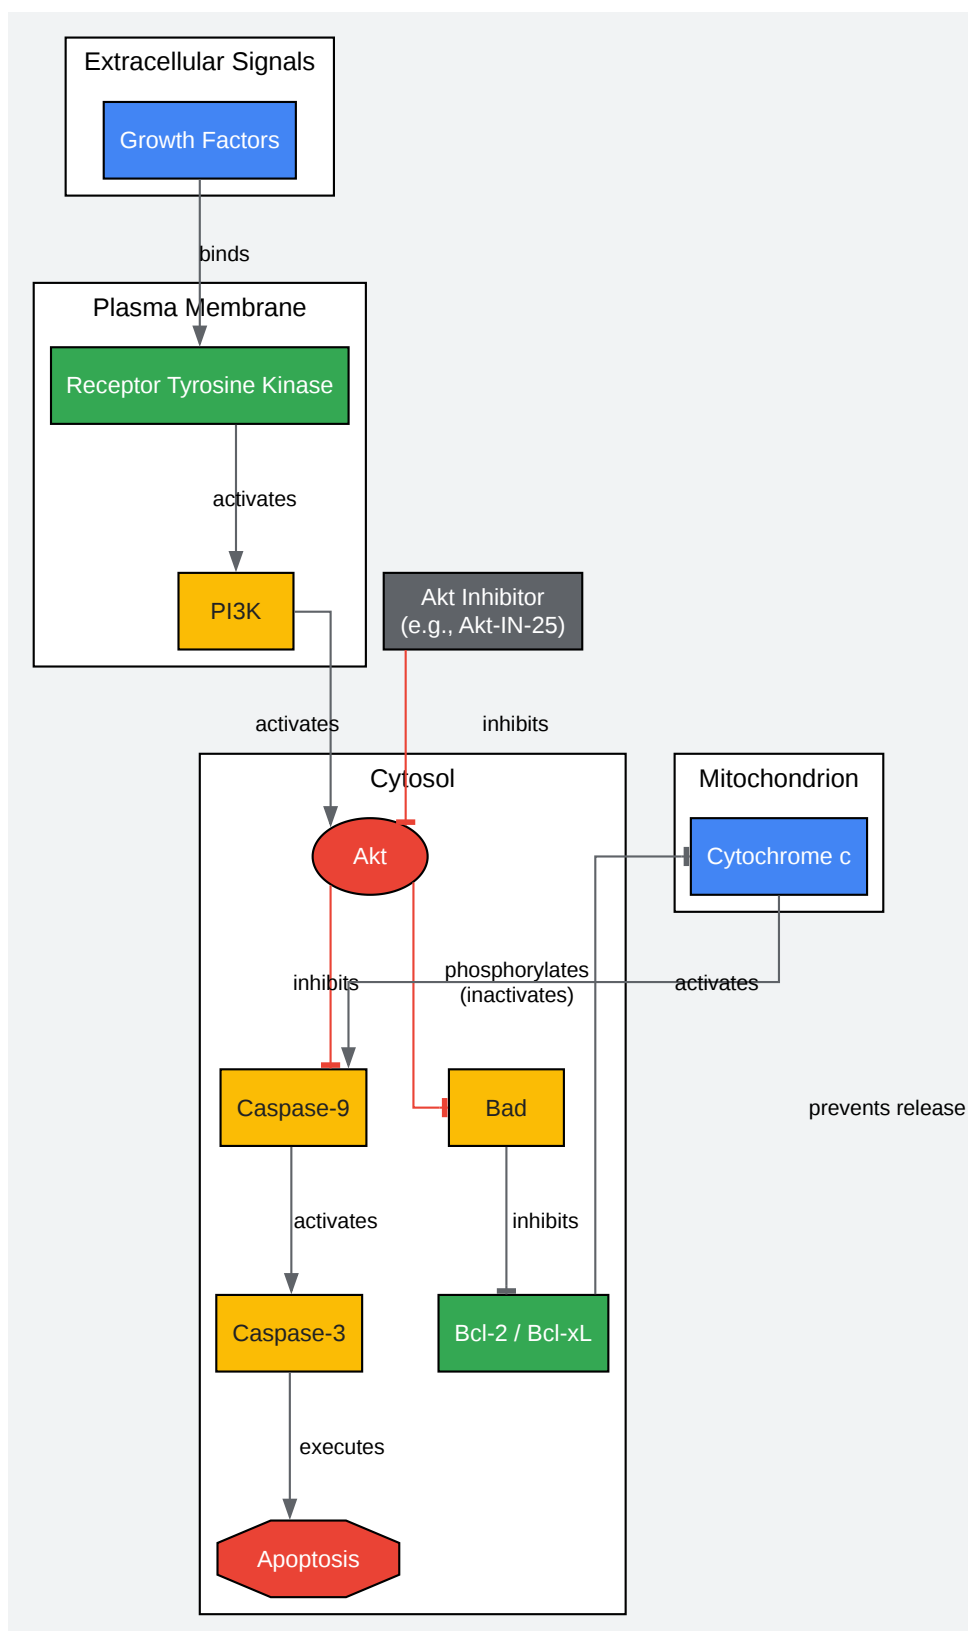 Extracellular Signals
Growth Factors
binds
Plasma Membrane
Receptor Tyrosine Kinase
activates
PI3K
Akt Inhibitor
(e.g., Akt-IN-25)
activates
inhibits
Cytosol
Mitochondrion
Akt
Cytochrome c
inhibits
phosphorylates
(inactivates)
activates
Caspase-9
Bad
prevents release
activates
inhibits
Caspase-3
Bcl-2 / Bcl-xL
executes
Apoptosis